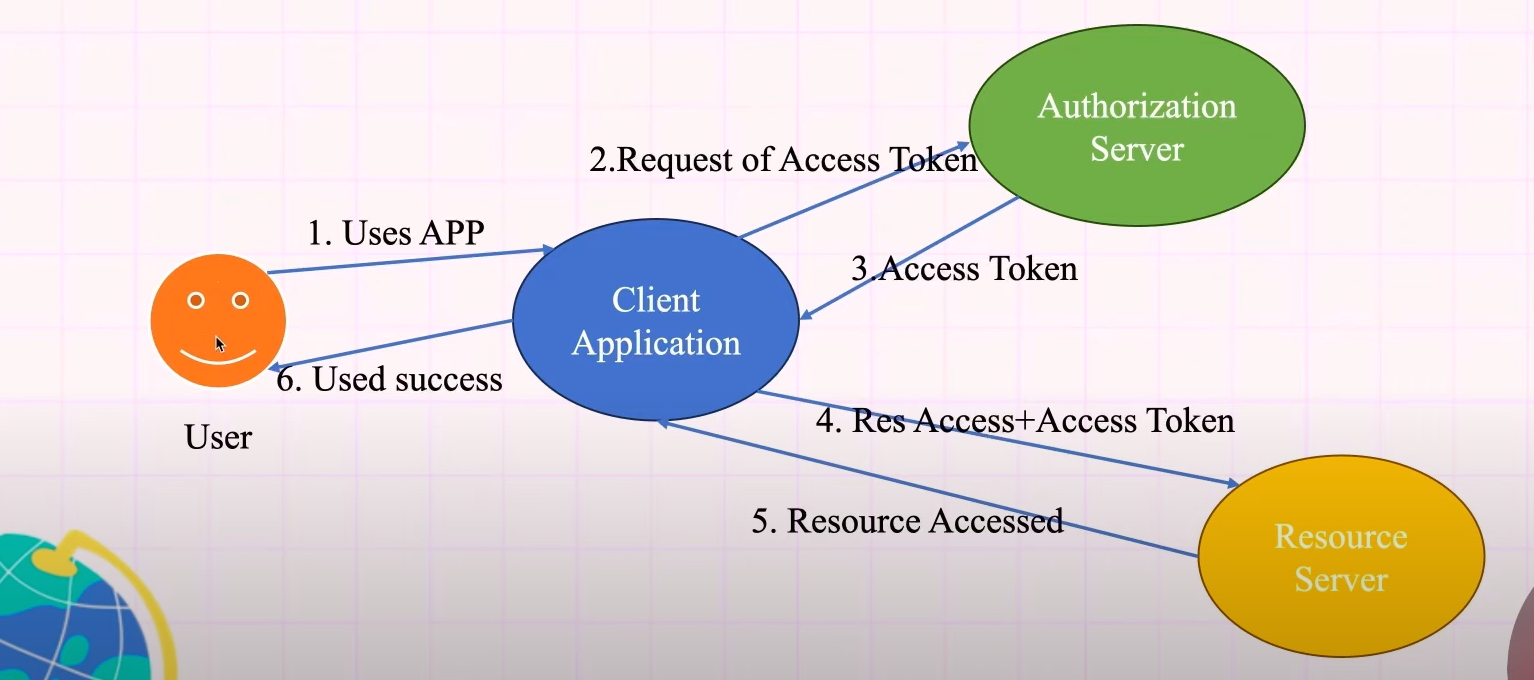 Authorization
Server
2.Request of Access Token
1. Uses APP
3.Access Token
Client
Application
6. Used success
User
4. Res Access+Access Token
5. Resource Accessed
Resource
Server